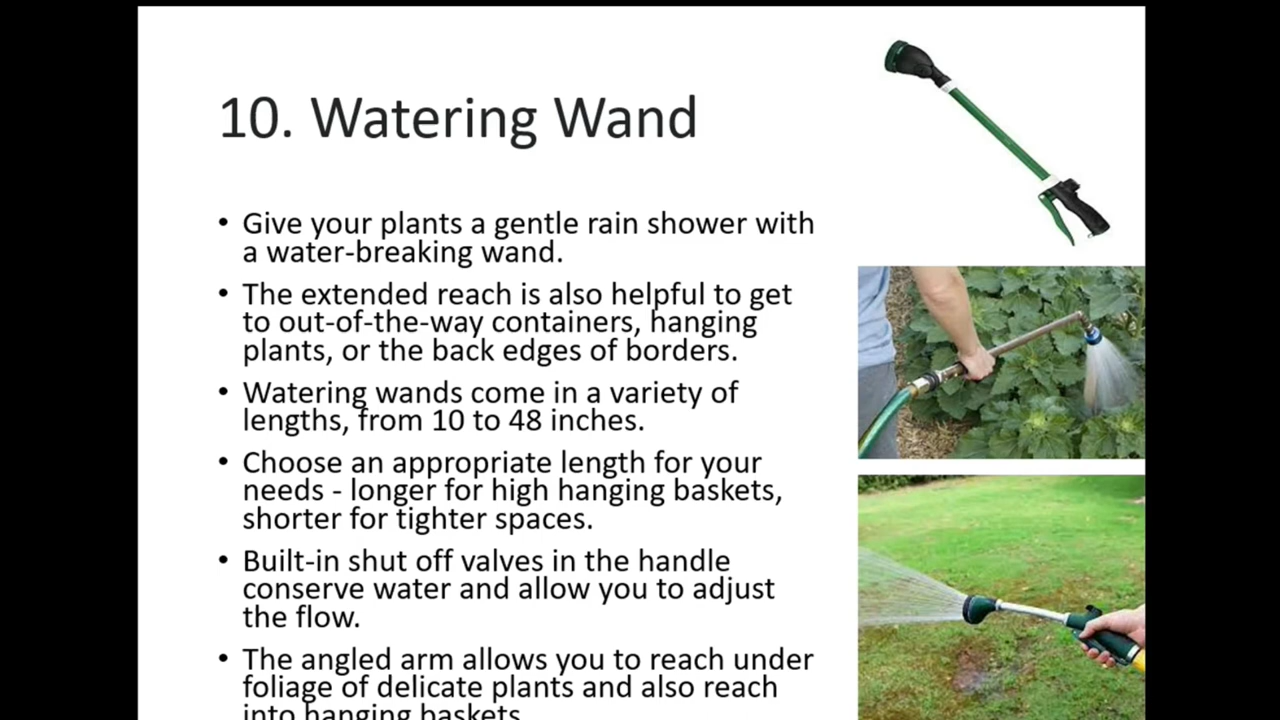 10. Watering Wand
• Give your plants a gentle rain shower with
a water-breaking wand.
• The extended reach is also helpful to get
to out-of-the-way containers, hanging
plants, or the back edges of borders.
• Watering wands come in a variety of
lengths, from 10 to 48 inches.
• Choose an appropriate length for your
needs - longer for high hanging baskets,
shorter for tighter spaces.
• Built-in shut off valves in the handle
conserve water and allow you to adjust
the flow.
• The angled arm allows you to reach under
foliage of delicate plants and also reach
into hanging baskets.